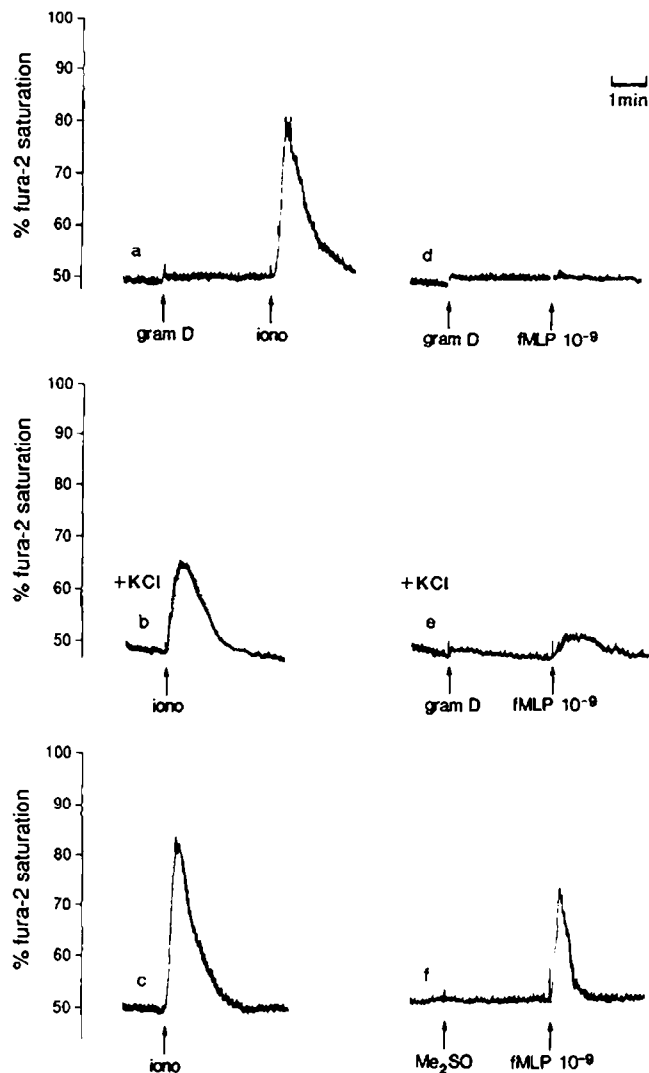 % fura-2 saturation
100
90
80
70
60
50
a
gram D
iono
1min
d
gram D
fMLP 10⁻⁹
% fura-2 saturation
100
90
80
70
60
50
+KCl
b
iono
+KCl
e
gram D
fMLP 10⁻⁹
% fura-2 saturation
100
90
80
70
60
50
c
iono
f
Me₂SO
fMLP 10⁻⁹